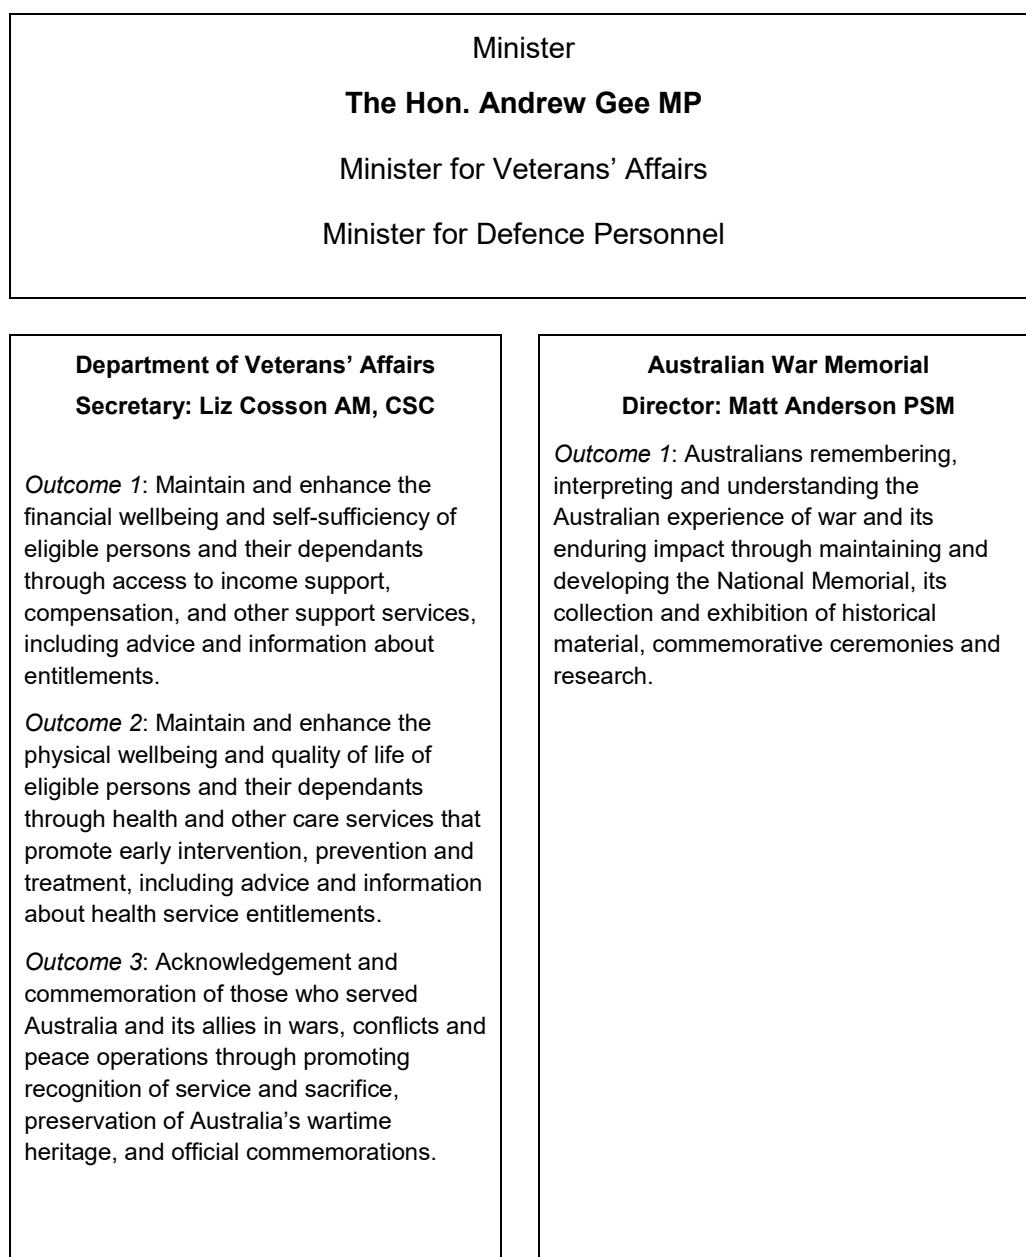 Minister
The Hon. Andrew Gee MP
Minister for Veterans’ Affairs
Minister for Defence Personnel
Department of Veterans’ Affairs
Secretary: Liz Cosson AM, CSC
Outcome 1: Maintain and enhance the
financial wellbeing and self-sufficiency of
eligible persons and their dependants
through access to income support,
compensation, and other support services,
including advice and information about
entitlements.
Outcome 2: Maintain and enhance the
physical wellbeing and quality of life of
eligible persons and their dependants
through health and other care services that
promote early intervention, prevention and
treatment, including advice and information
about health service entitlements.
Outcome 3: Acknowledgement and
commemoration of those who served
Australia and its allies in wars, conflicts and
peace operations through promoting
recognition of service and sacrifice,
preservation of Australia’s wartime
heritage, and official commemorations.
Australian War Memorial
Director: Matt Anderson PSM
Outcome 1: Australians remembering,
interpreting and understanding the
Australian experience of war and its
enduring impact through maintaining and
developing the National Memorial, its
collection and exhibition of historical
material, commemorative ceremonies and
research.